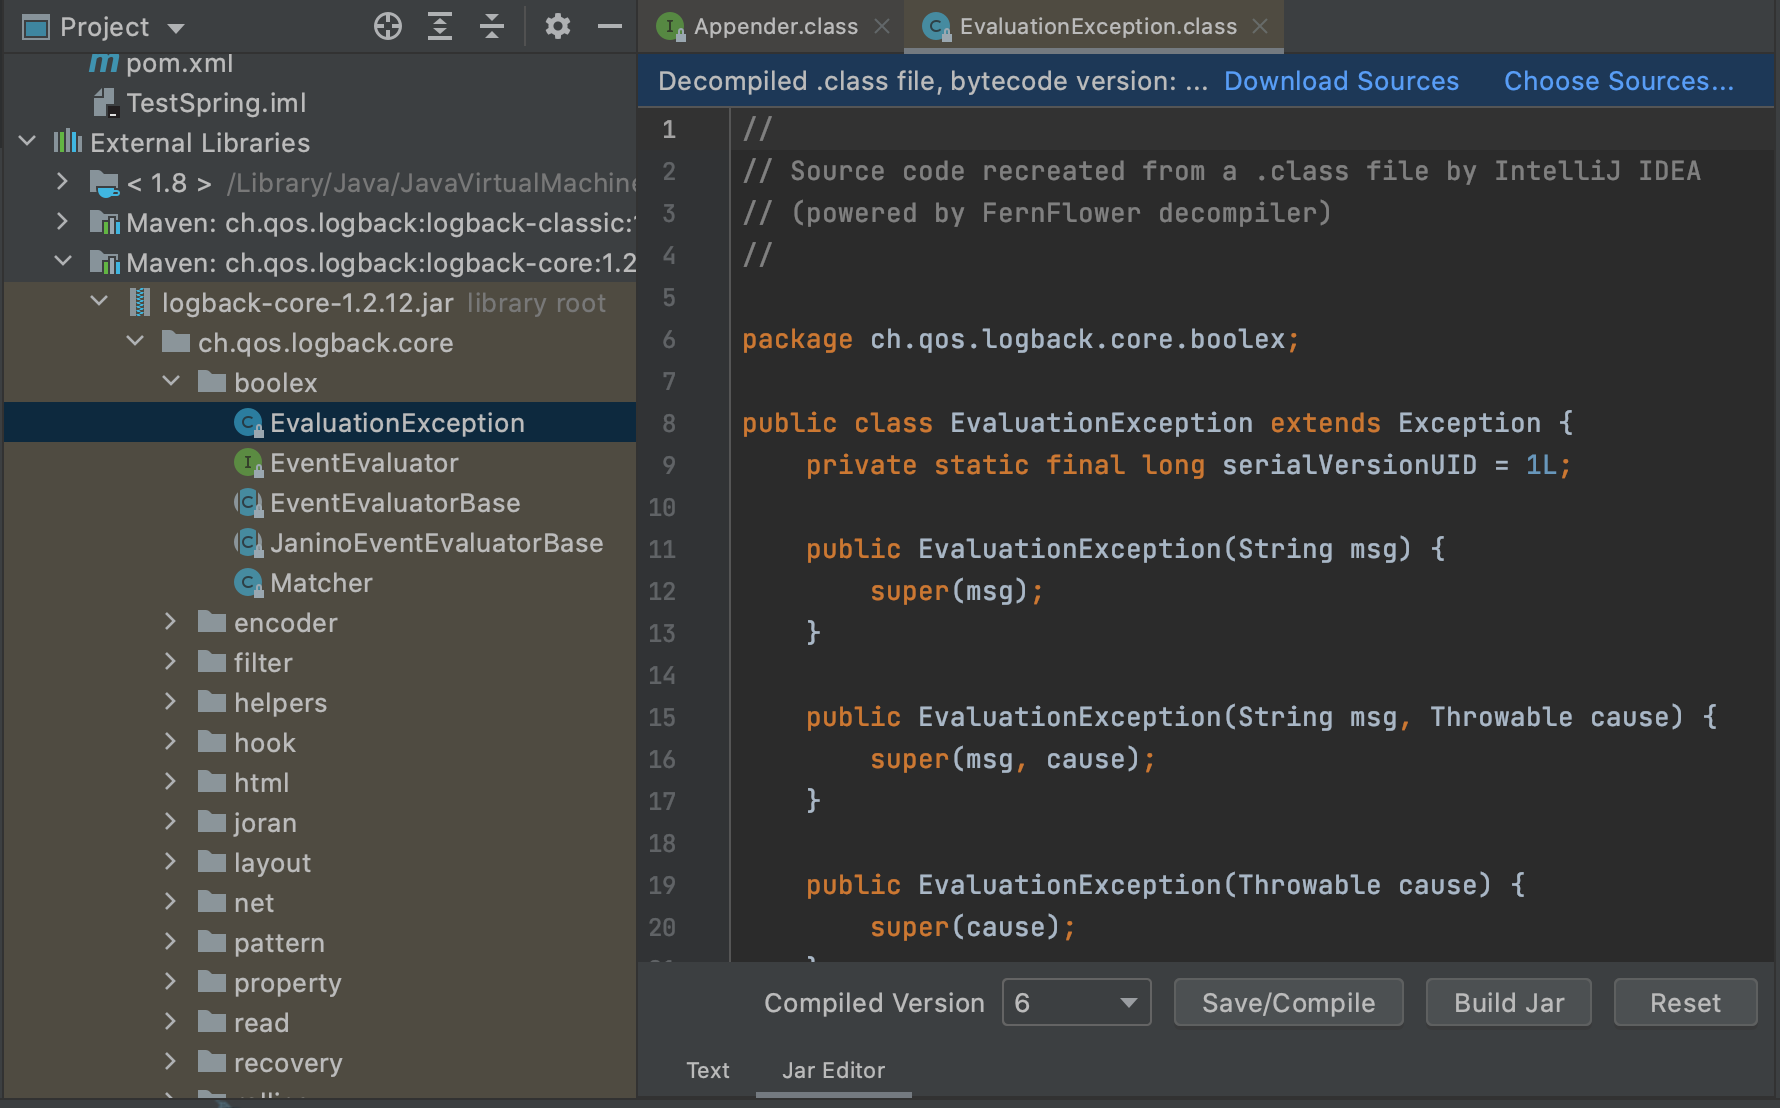 Project
pom.xml
TestSpring.iml
External Libraries
< 1.8 > /Library/Java/JavaVirtualMachine
Maven: ch.qos.logback:logback-classic:
Maven: ch.qos.logback:logback-core:1.2
logback-core-1.2.12.jar library root
ch.qos.logback.core
boolex
EvaluationException
EventEvaluator
EventEvaluatorBase
JaninoEventEvaluatorBase
Matcher
encoder
filter
helpers
hook
html
joran
layout
net
pattern
property
read
recovery
Appender.class
EvaluationException.class
Decompiled .class file, bytecode version: ... Download Sources Choose Sources...
1 //
2 // Source code recreated from a .class file by IntelliJ IDEA
3 // (powered by FernFlower decompiler)
4 //
5
6 package ch.qos.logback.core.boolex;
7
8 public class EvaluationException extends Exception {
9 private static final long serialVersionUID = 1L;
10
11 public EvaluationException(String msg) {
12 super(msg);
13 }
14
15 public EvaluationException(String msg, Throwable cause) {
16 super(msg, cause);
17 }
18
19 public EvaluationException(Throwable cause) {
20 super(cause);
Compiled Version 6 Save/Compile Build Jar Reset
Text Jar Editor